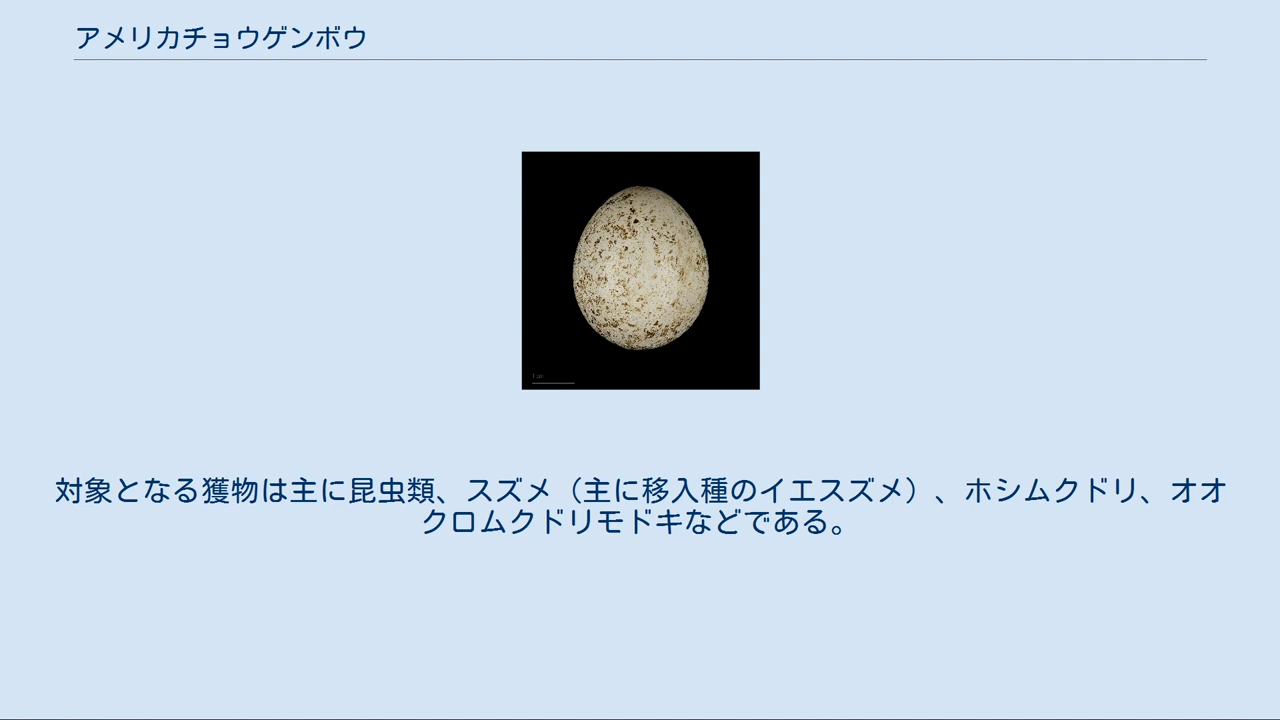 アメリカチョウゲンボウ
対象となる獲物は主に昆虫類、スズメ（主に移入種のイエスズメ）、ホシムクドリ、オオ
クロムクドリモドキなどである。